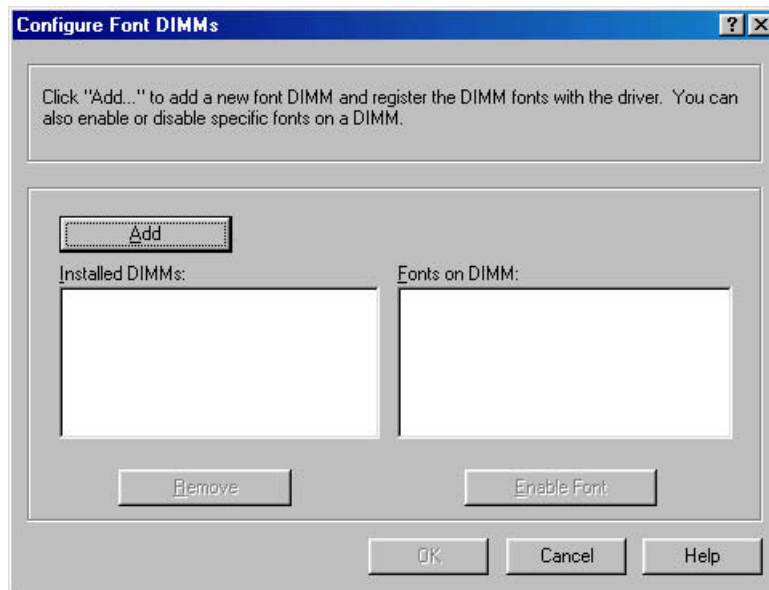 Configure Font DIMMs
Click "Add..." to add a new font DIMM and register the DIMM fonts with the driver. You can
also enable or disable specific fonts on a DIMM.
Add
Installed DIMMs:
Fonts on DIMM:
Remove
Enable Font
OK
Cancel
Help